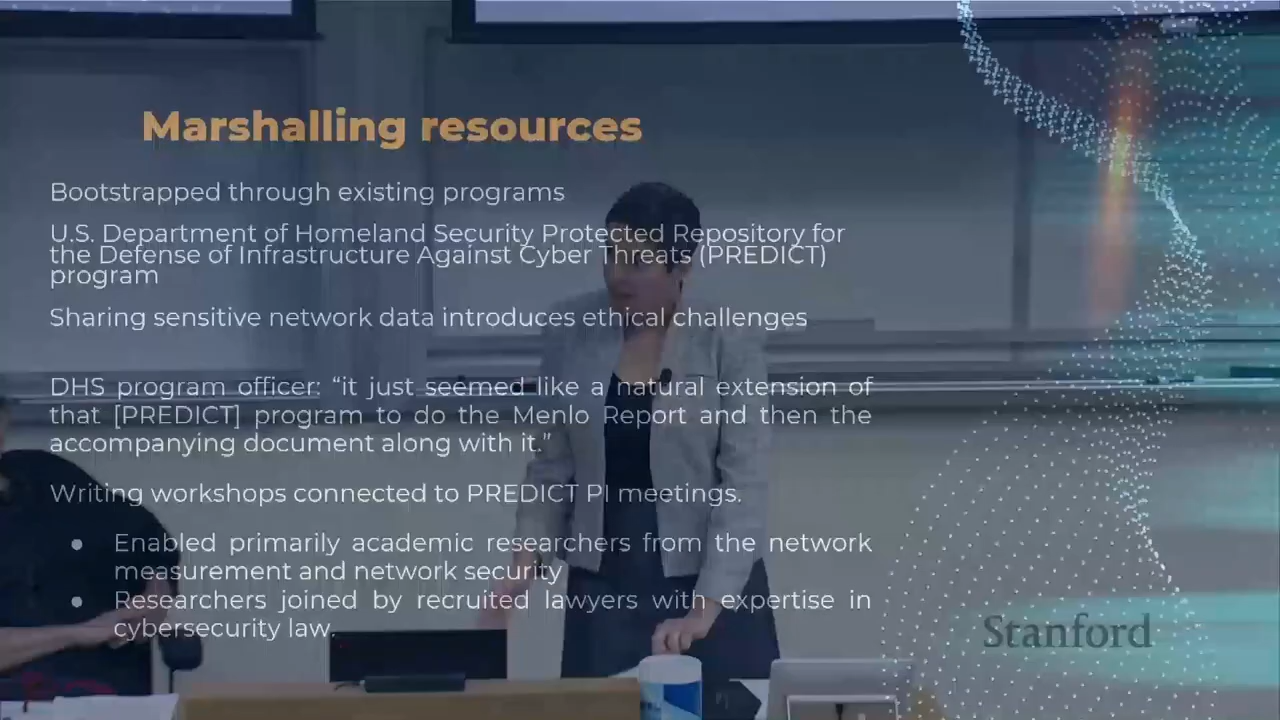 Marshalling resources
Bootstrapped through existing programs
U.S. Department of Homeland Security Protected Repository for
the Defense of Infrastructure Against Cyber Threats (PREDICT)
program
Sharing sensitive network data introduces ethical challenges
DHS program officer: “it just seemed like a natural extension of
that [PREDICT] program to do the Menlo Report and then the
accompanying document along with it.”
Writing workshops connected to PREDICT PI meetings.
● Enabled primarily academic researchers from the network
measurement and network security
● Researchers joined by recruited lawyers with expertise in
cybersecurity law.
Stanford